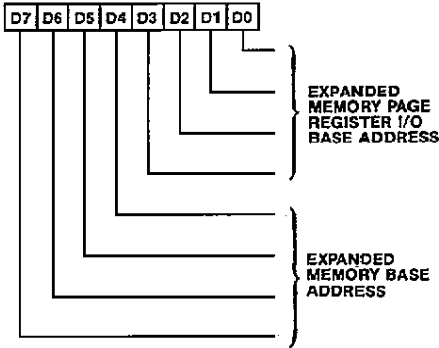 D7 D6 D5 D4 D3 D2 D1 D0
EXPANDED
MEMORY PAGE
REGISTER I/O
BASE ADDRESS
EXPANDED
MEMORY BASE
ADDRESS